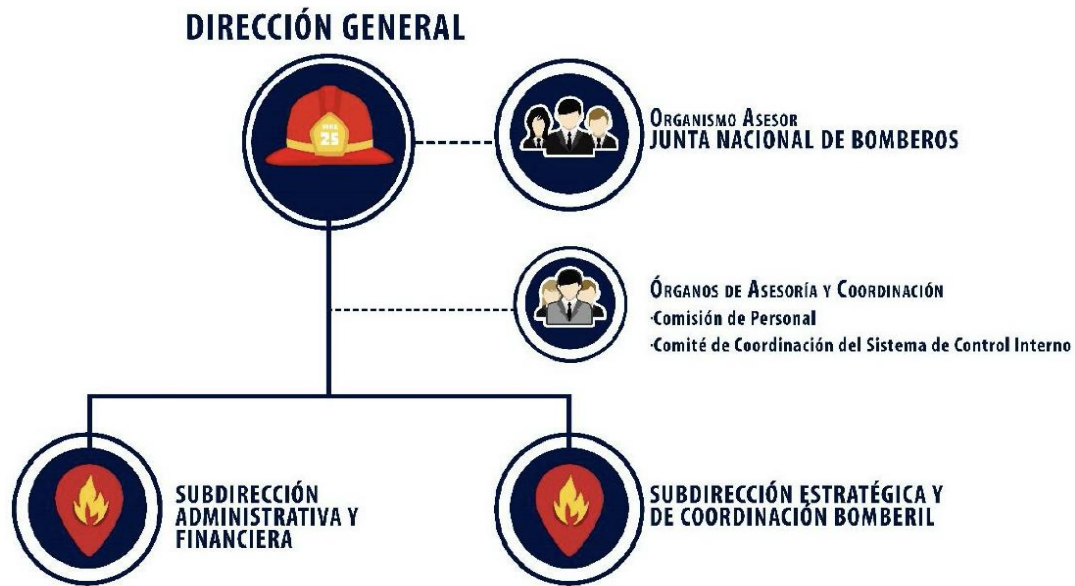 DIRECCIÓN GENERAL
25
ORGANISMO ASESOR
JUNTA NACIONAL DE BOMBEROS
ÓRGANOS DE ASESORÍA Y COORDINACIÓN
·Comisión de Personal
·Comité de Coordinación del Sistema de Control Interno
SUBDIRECCIÓN
ADMINISTRATIVA Y
FINANCIERA
SUBDIRECCIÓN ESTRATÉGICA Y
DE COORDINACIÓN BOMBERIL